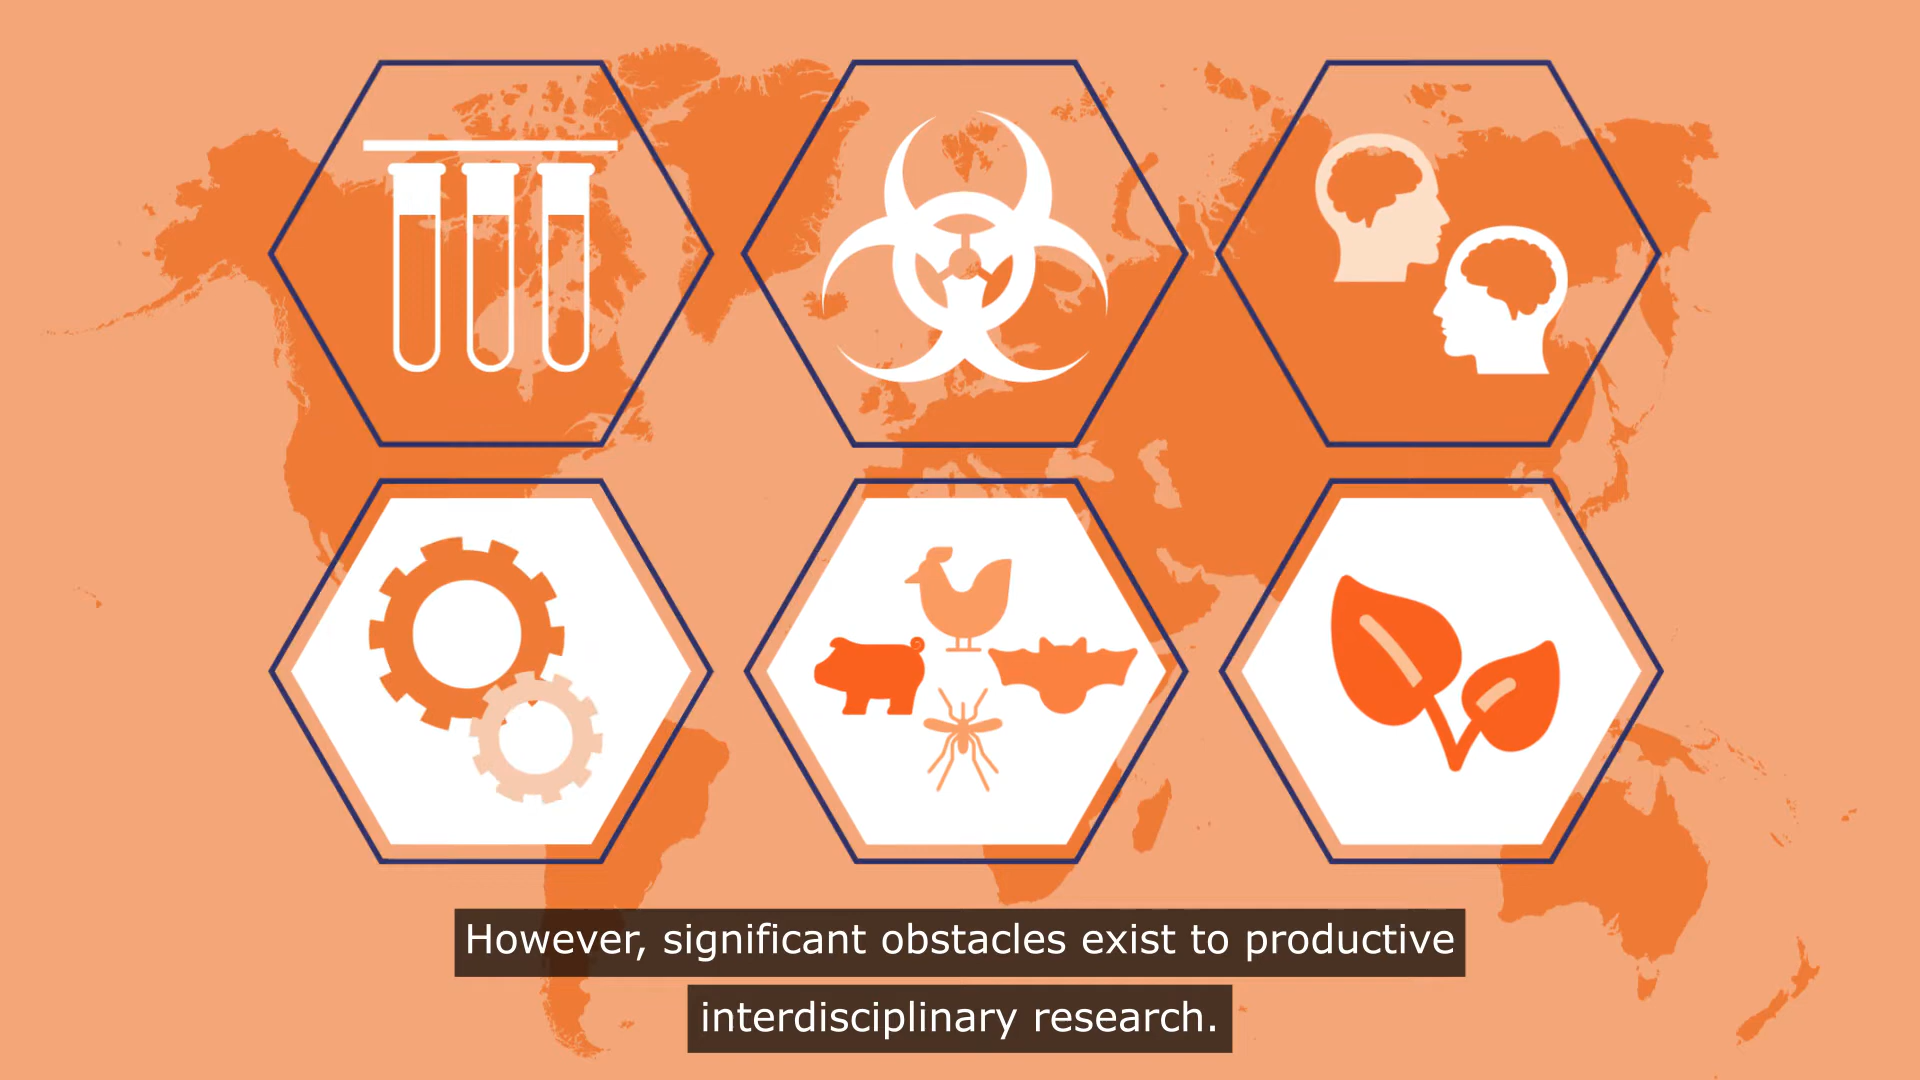 However, significant obstacles exist to productive
interdisciplinary research.